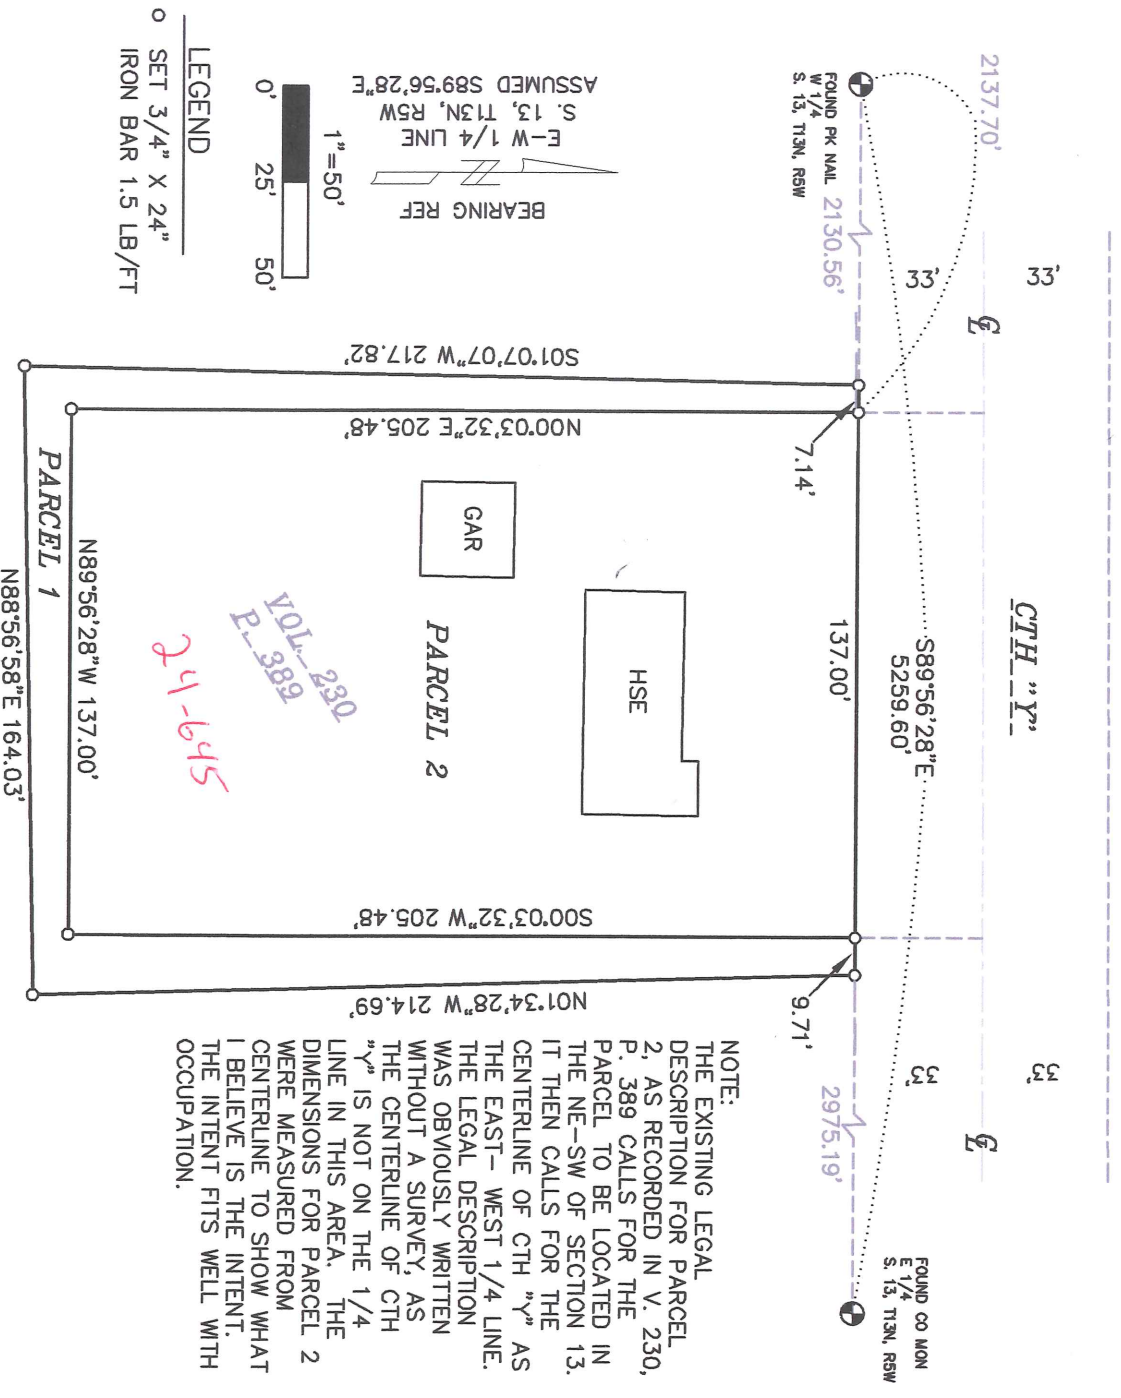 CTH "Y"
33'
33'
33'
33'
℄
℄
2137.70'
FOUND PK NAIL
W 1/4
S. 13, T13N, R5W
2130.56'
S89°56'28"E
5259.60'
FOUND CO MON
E 1/4
S. 13, T13N, R5W
2975.19'
7.14'
137.00'
9.71'
S01°07'07"W 217.82'
N00°03'32"E 205.48'
GAR
HSE
PARCEL 2
VOL. 230
P. 389
24-645
S00°03'32"W 205.48'
N01°34'28"W 214.69'
N89°56'28"W 137.00'
PARCEL 1
N88°56'58"E 164.03'
BEARING REF
E-W 1/4 LINE
S. 13, T13N, R5W
ASSUMED S89°56'28"E
1"=50'
0' 25' 50'
LEGEND
SET 3/4" X 24"
IRON BAR 1.5 LB/FT
NOTE:
THE EXISTING LEGAL
DESCRIPTION FOR PARCEL
2, AS RECORDED IN V. 230,
P. 389 CALLS FOR THE
PARCEL TO BE LOCATED IN
THE NE-SW OF SECTION 13.
IT THEN CALLS FOR THE
CENTERLINE OF CTH "Y" AS
THE EAST- WEST 1/4 LINE.
THE LEGAL DESCRIPTION
WAS OBVIOUSLY WRITTEN
WITHOUT A SURVEY, AS
THE CENTERLINE OF CTH
"Y" IS NOT ON THE 1/4
LINE IN THIS AREA. THE
DIMENSIONS FOR PARCEL 2
WERE MEASURED FROM
CENTERLINE TO SHOW WHAT
I BELIEVE IS THE INTENT.
THE INTENT FITS WELL WITH
OCCUPATION.